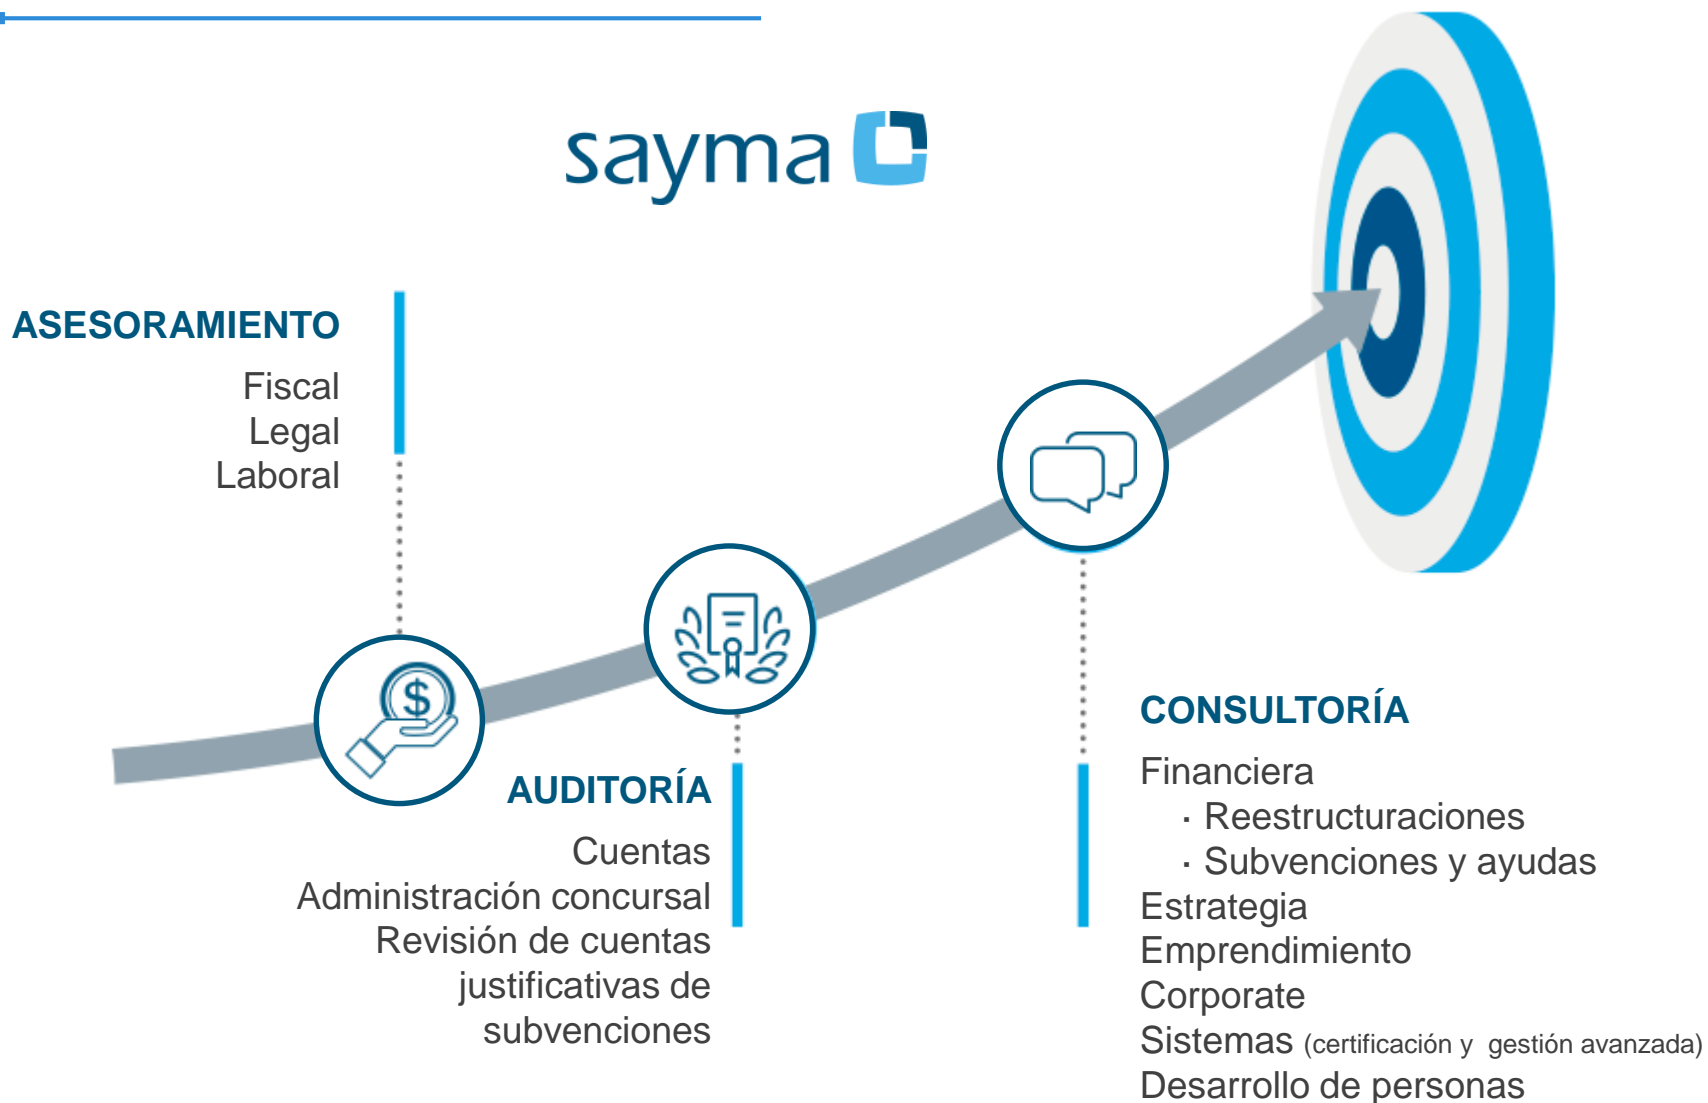 sayma
ASESORAMIENTO
Fiscal
Legal
Laboral
$
AUDITORÍA
Cuentas
Administración concursal
Revisión de cuentas
justificativas de
subvenciones
CONSULTORÍA
Financiera
· Reestructuraciones
· Subvenciones y ayudas
Estrategia
Emprendimiento
Corporate
Sistemas (certificación y gestión avanzada)
Desarrollo de personas